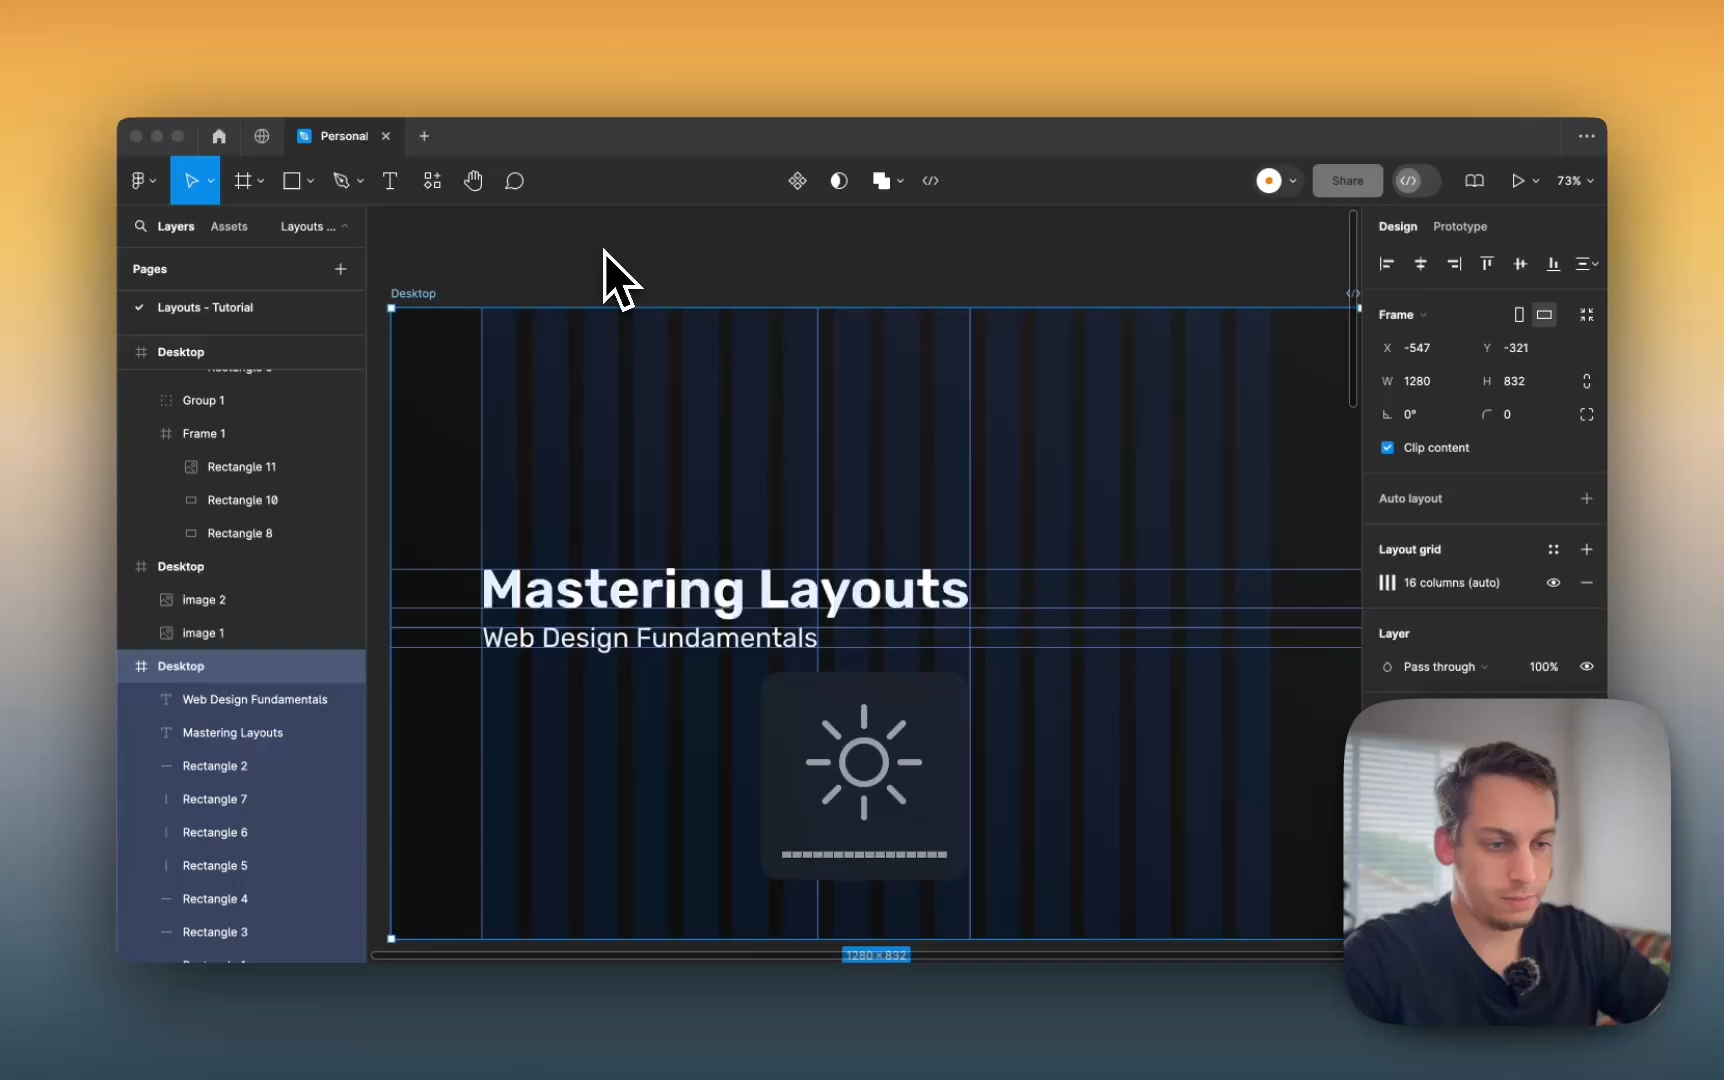 Personal
Share
73%
Layers
Assets
Layouts ...
Pages
Layouts - Tutorial
Desktop
Group 1
Frame 1
Rectangle 11
Rectangle 10
Rectangle 8
Desktop
image 2
image 1
Desktop
Web Design Fundamentals
Mastering Layouts
Rectangle 2
Rectangle 7
Rectangle 6
Rectangle 5
Rectangle 4
Rectangle 3
Desktop
Mastering Layouts
Web Design Fundamentals
1280 × 832
Design
Prototype
Frame
X -547
Y -321
W 1280
H 832
0°
0
Clip content
Auto layout
Layout grid
16 columns (auto)
Layer
Pass through
100%